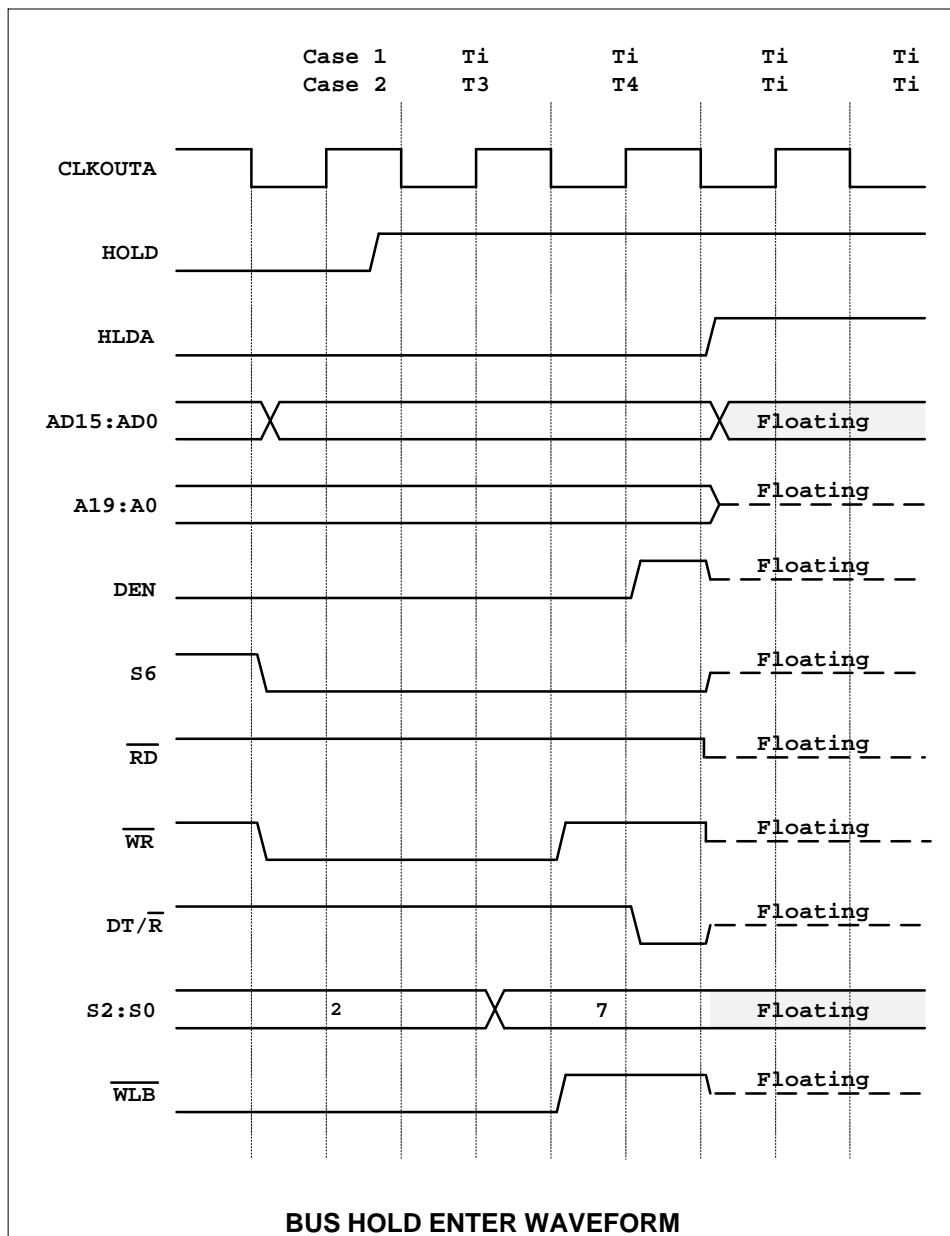 Case 1 Ti Ti Ti Ti
Case 2 T3 T4 Ti Ti
CLKOUTA
HOLD
HLDA
AD15:AD0 Floating
A19:A0 Floating
DEN Floating
S6 Floating
RD Floating
WR Floating
DT/R Floating
S2:S0 2 7 Floating
WLB Floating
BUS HOLD ENTER WAVEFORM